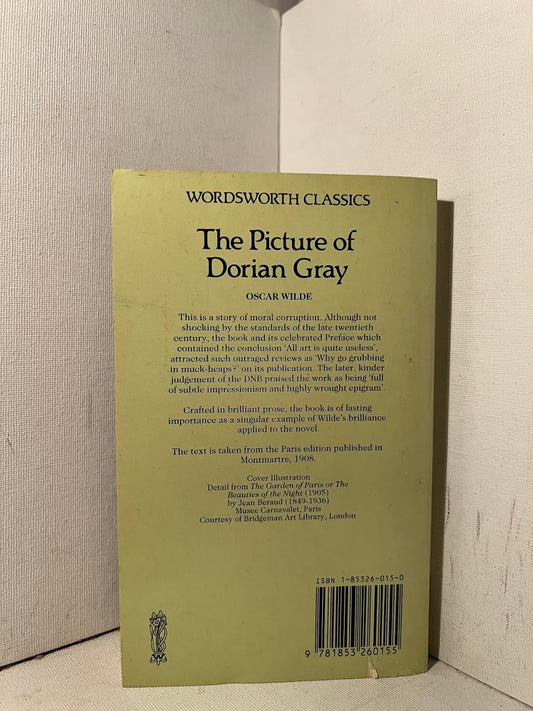 WORDSWORTH CLASSICS
The Picture of
Dorian Gray
OSCAR WILDE
This is a story of moral corruption. Although not
shocking by the standards of the late twentieth
century, the book and its celebrated Preface which
contained the conclusion 'All art is quite useless',
attracted such outraged reviews as 'Why go grubbing
in muck-heaps?' on its publication. The later, kinder
judgement of the DNB praised the work as being 'full
of subtle impressionism and highly wrought epigram'.
Crafted in brilliant prose, the book is of lasting
importance as a singular example of Wilde's brilliance
applied to the novel.
The text is taken from the Paris edition published in
Montmartre, 1908.
Cover Illustration
Detail from The Garden of Paris or The
Beauties of the Night (1905)
by Jean Beraud (1849-1936)
Musee Carnavalet, Paris
Courtesy of Bridgeman Art Library, London
ISBN 1-85326-015-0
9 781853 260155
W